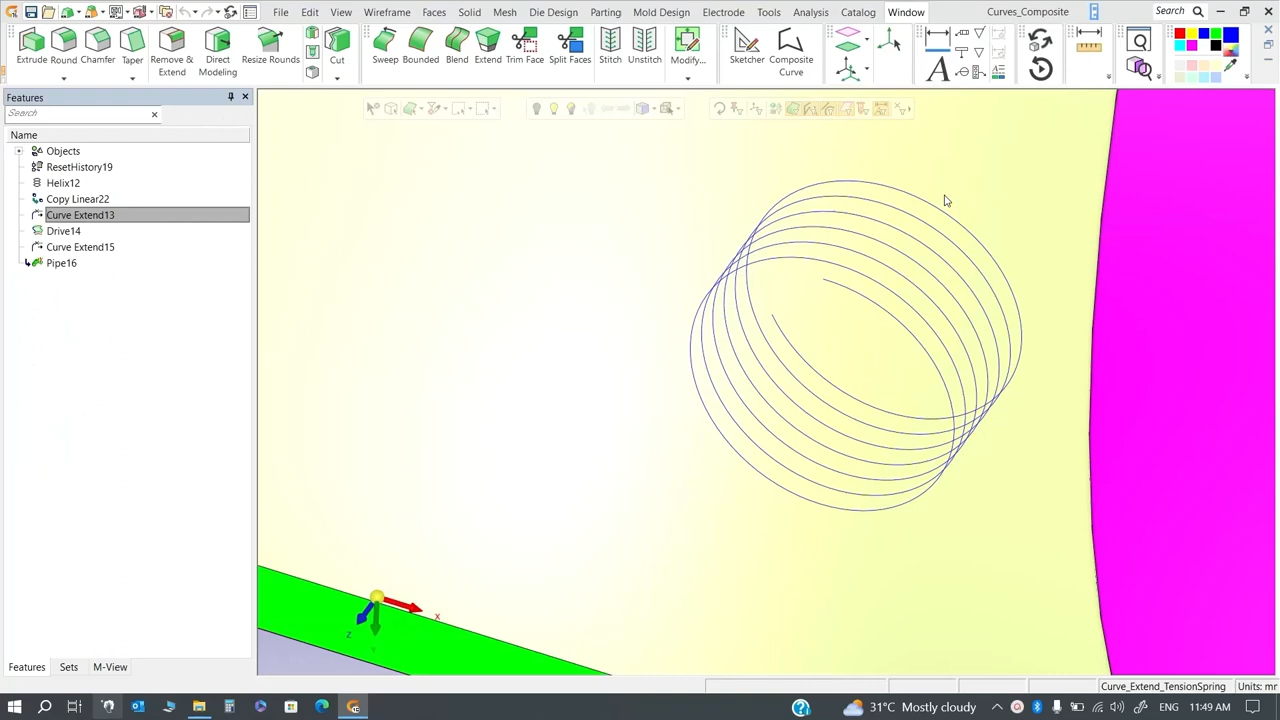 File Edit View Wireframe Faces Solid Mesh Die Design Parting Mold Design Electrode Tools Analysis Catalog Window Curves_Composite Search
Extrude Round Chamfer Taper Remove & Extend Direct Modeling Resize Rounds Cut Sweep Bounded Blend Ends Trim Face Split Faces Stitch Unstitch Modify... Sketcher Composite Curve
Features
Search
Name
Objects
ResetHistory19
Helix12
Copy Linear22
Curve Extend13
Drive14
Curve Extend15
Pipe16
X
Z
Features Sets M-View
Curve_Extend_TensionSpring Units: mr
31°C Mostly cloudy ENG 11:49 AM